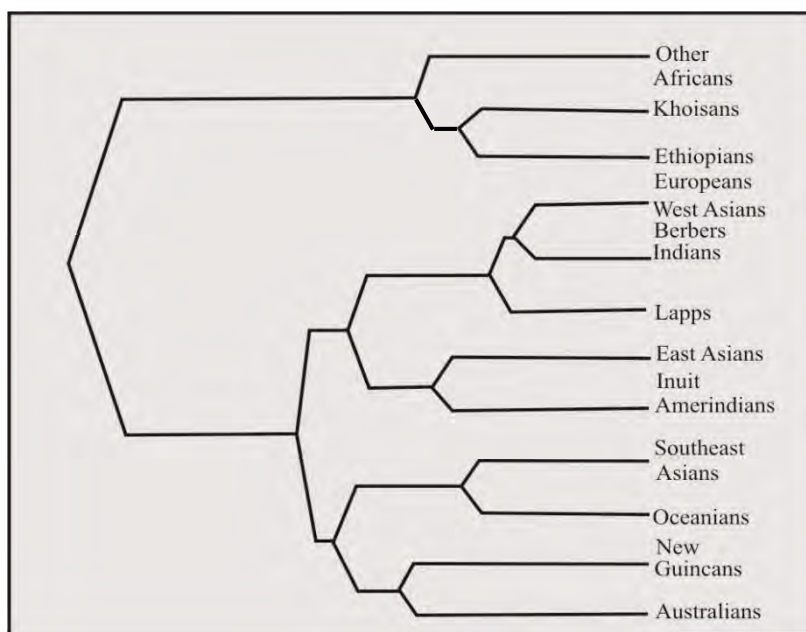 Other
Africans
Khoisans
Ethiopians
Europeans
West Asians
Berbers
Indians
Lapps
East Asians
Inuit
Amerindians
Southeast
Asians
Oceanians
New
Guincans
Australians